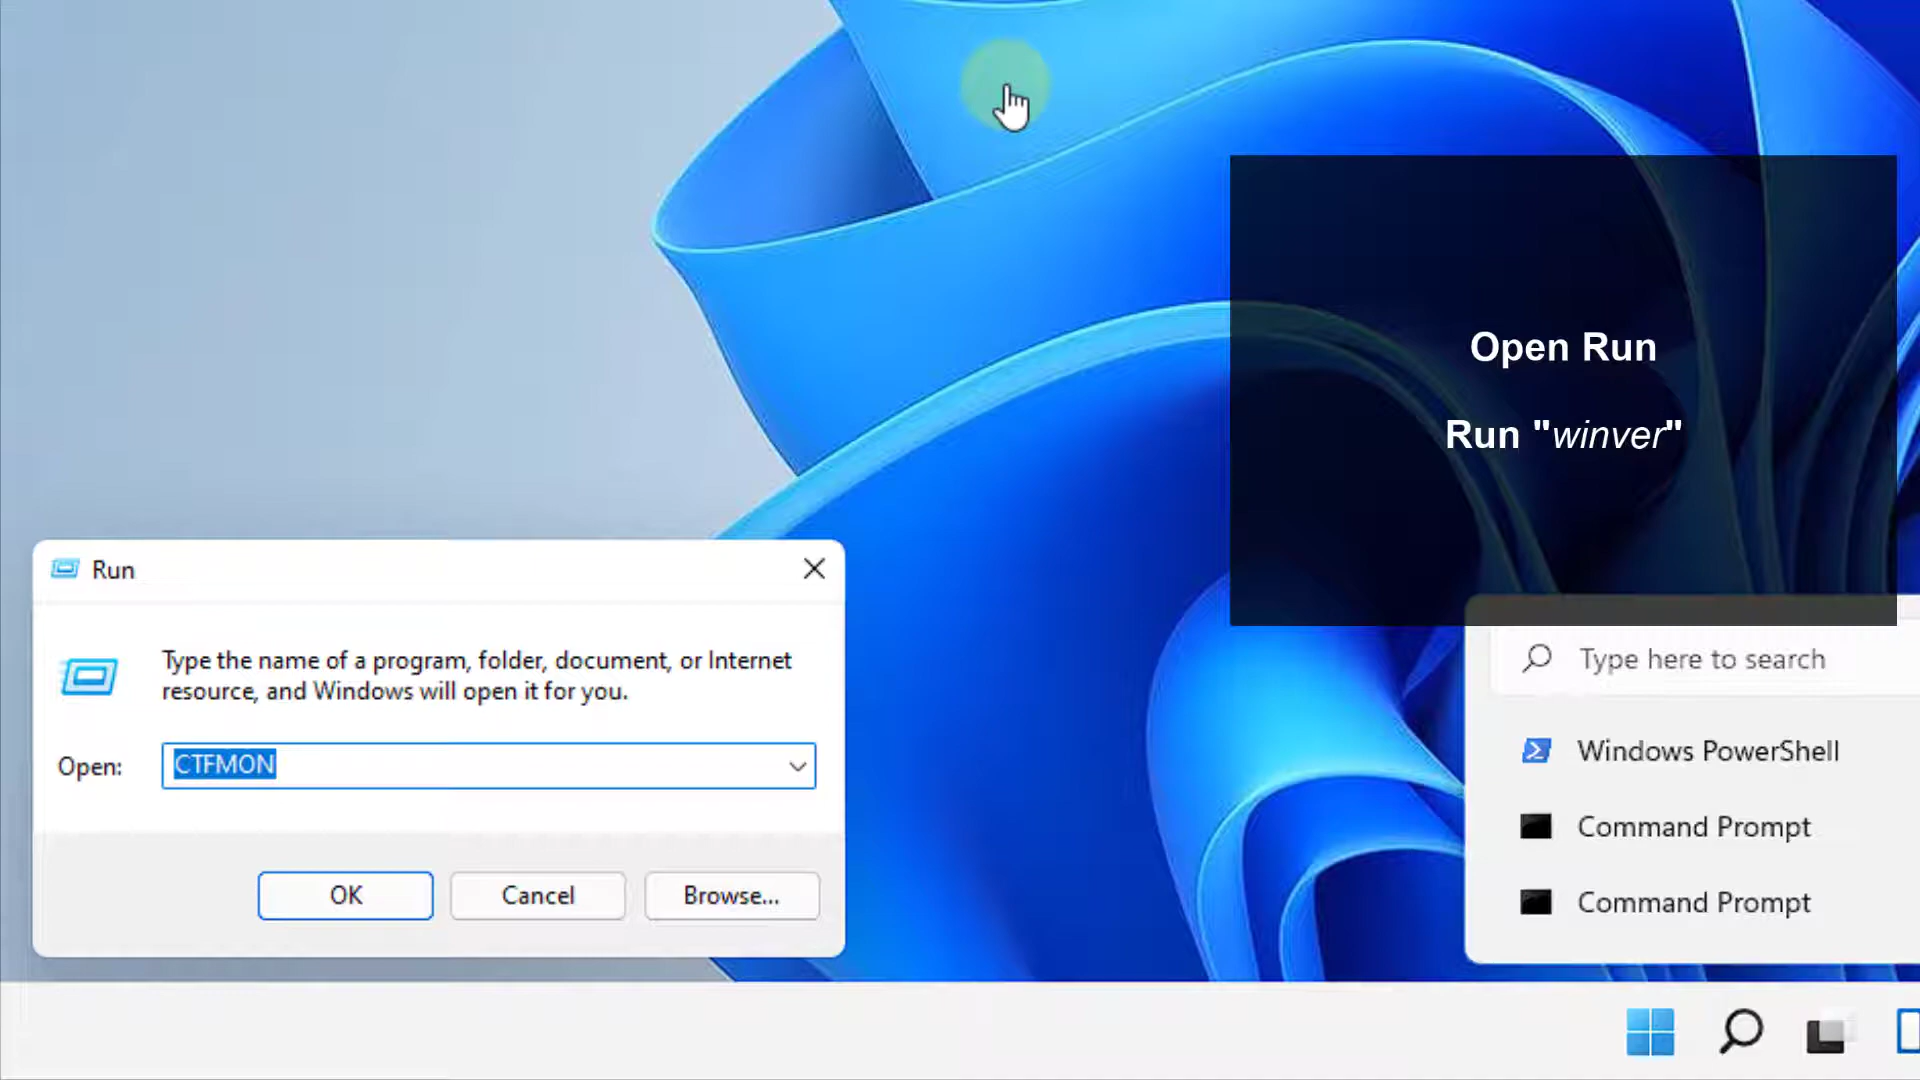 Open Run
Run "winver"
Run
Type the name of a program, folder, document, or Internet
resource, and Windows will open it for you.
Open:
CTFMON
OK
Cancel
Browse...
Type here to search
Windows PowerShell
Command Prompt
Command Prompt